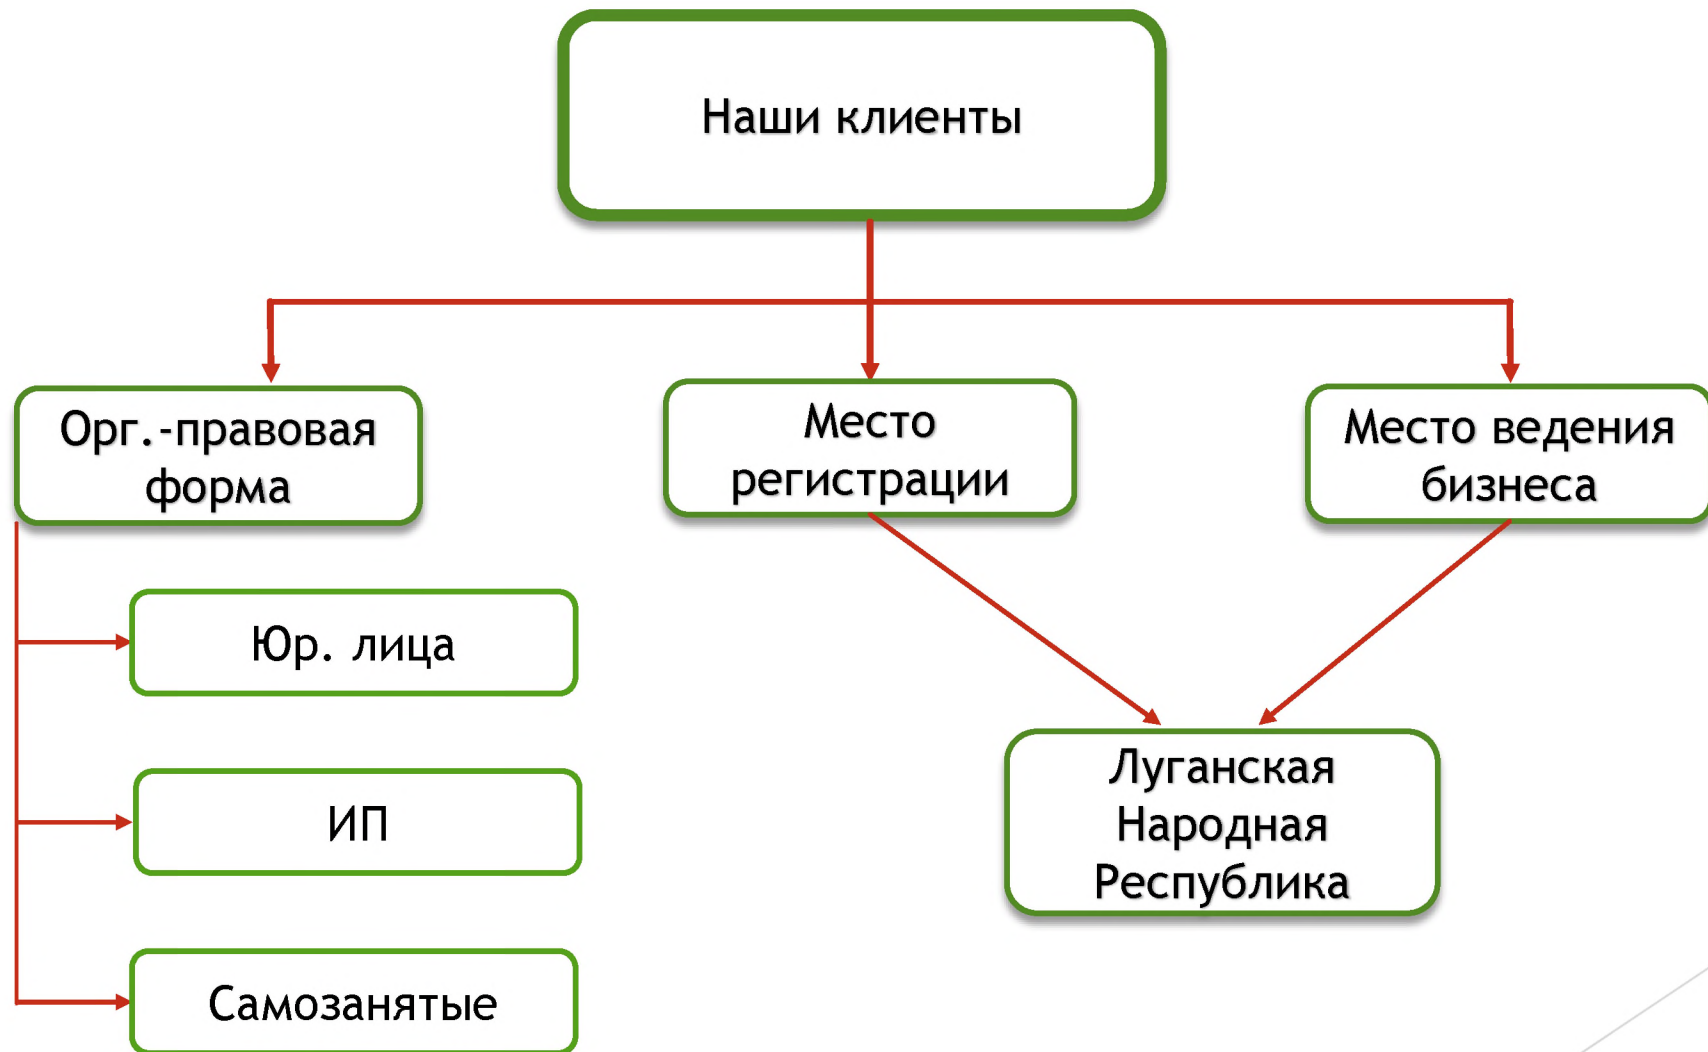 Наши клиенты
Орг.-правовая
форма
Место
регистрации
Место ведения
бизнеса
Юр. лица
ИП
Самозанятые
Луганская
Народная
Республика